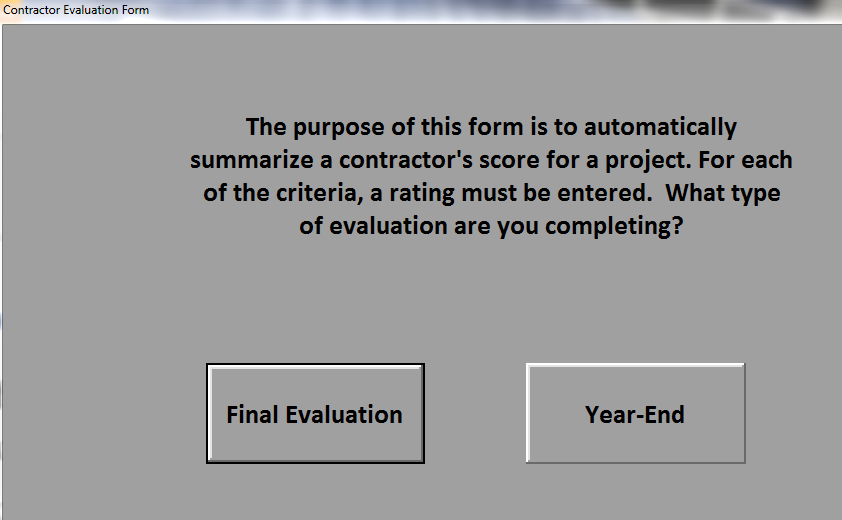 Contractor Evaluation Form
The purpose of this form is to automatically
summarize a contractor's score for a project. For each
of the criteria, a rating must be entered.  What type
of evaluation are you completing?
Final Evaluation
Year-End